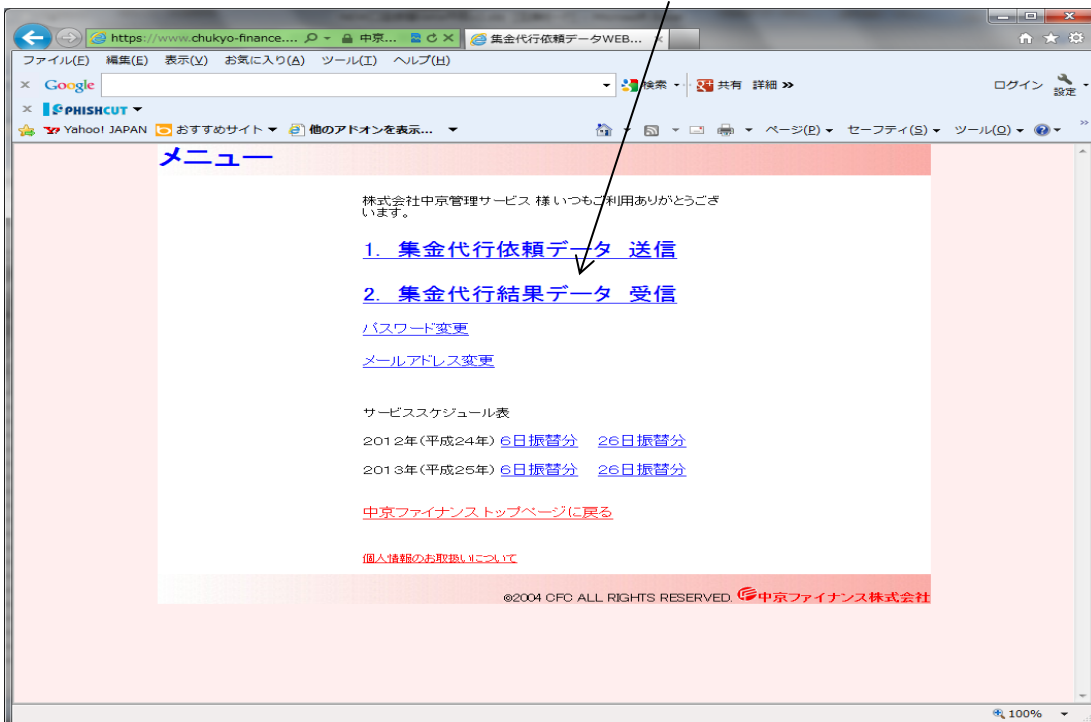 https://www.chukyo-finance.... 中京... 集金代行依頼データWEB...
ファイル(F) 編集(E) 表示(V) お気に入り(A) ツール(T) ヘルプ(H)
× Google 検索 共有 詳細 » ログイン 設定
× PHISHCUT
Yahoo! JAPAN おすすめサイト 他のアドオンを表示... ページ(P) セーフティ(S) ツール(O) »
メニュー
株式会社中京管理サービス 様 いつもご利用ありがとうござ
います。
1. 集金代行依頼データ 送信
2. 集金代行結果データ 受信
パスワード変更
メールアドレス変更
サービススケジュール表
2012年(平成24年) 6日振替分 26日振替分
2013年(平成25年) 6日振替分 26日振替分
中京ファイナンストップページに戻る
個人情報のお取扱いについて
©2004 CFC ALL RIGHTS RESERVED. 中京ファイナンス株式会社
100%